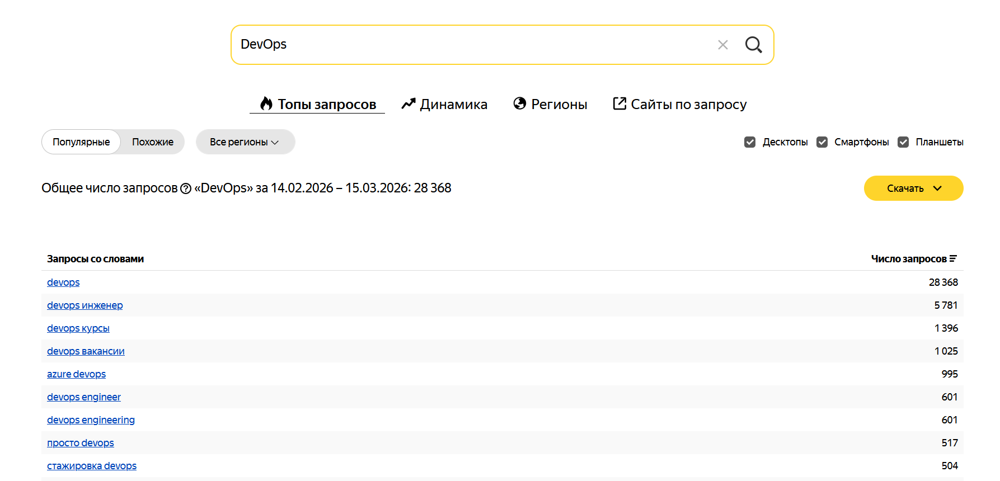 DevOps
Топы запросов Динамика Регионы Сайты по запросу
Популярные Похожие Все регионы Десктопы Смартфоны Планшеты
Общее число запросов ? «DevOps» за 14.02.2026 – 15.03.2026: 28 368 Скачать
Запросы со словами Число запросов
devops 28 368
devops инженер 5 781
devops курсы 1 396
devops вакансии 1 025
azure devops 995
devops engineer 601
devops engineering 601
просто devops 517
стажировка devops 504